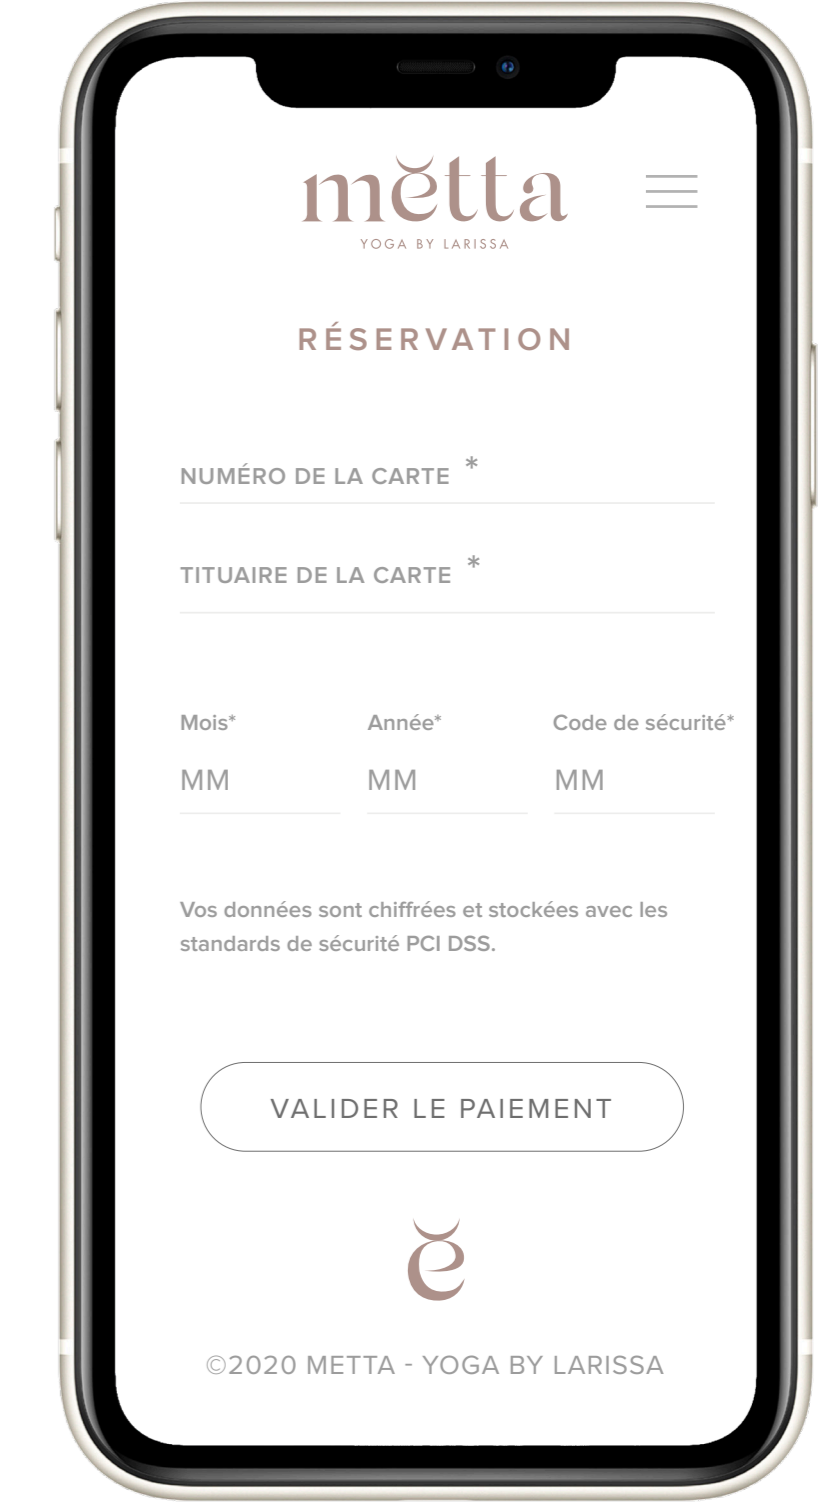 mĕtta
YOGA BY LARISSA
RÉSERVATION
NUMÉRO DE LA CARTE *
TITUAIRE DE LA CARTE *
Mois* Année* Code de sécurité*
MM MM MM
Vos données sont chiffrées et stockées avec les
standards de sécurité PCI DSS.
VALIDER LE PAIEMENT
ĕ
©2020 METTA - YOGA BY LARISSA